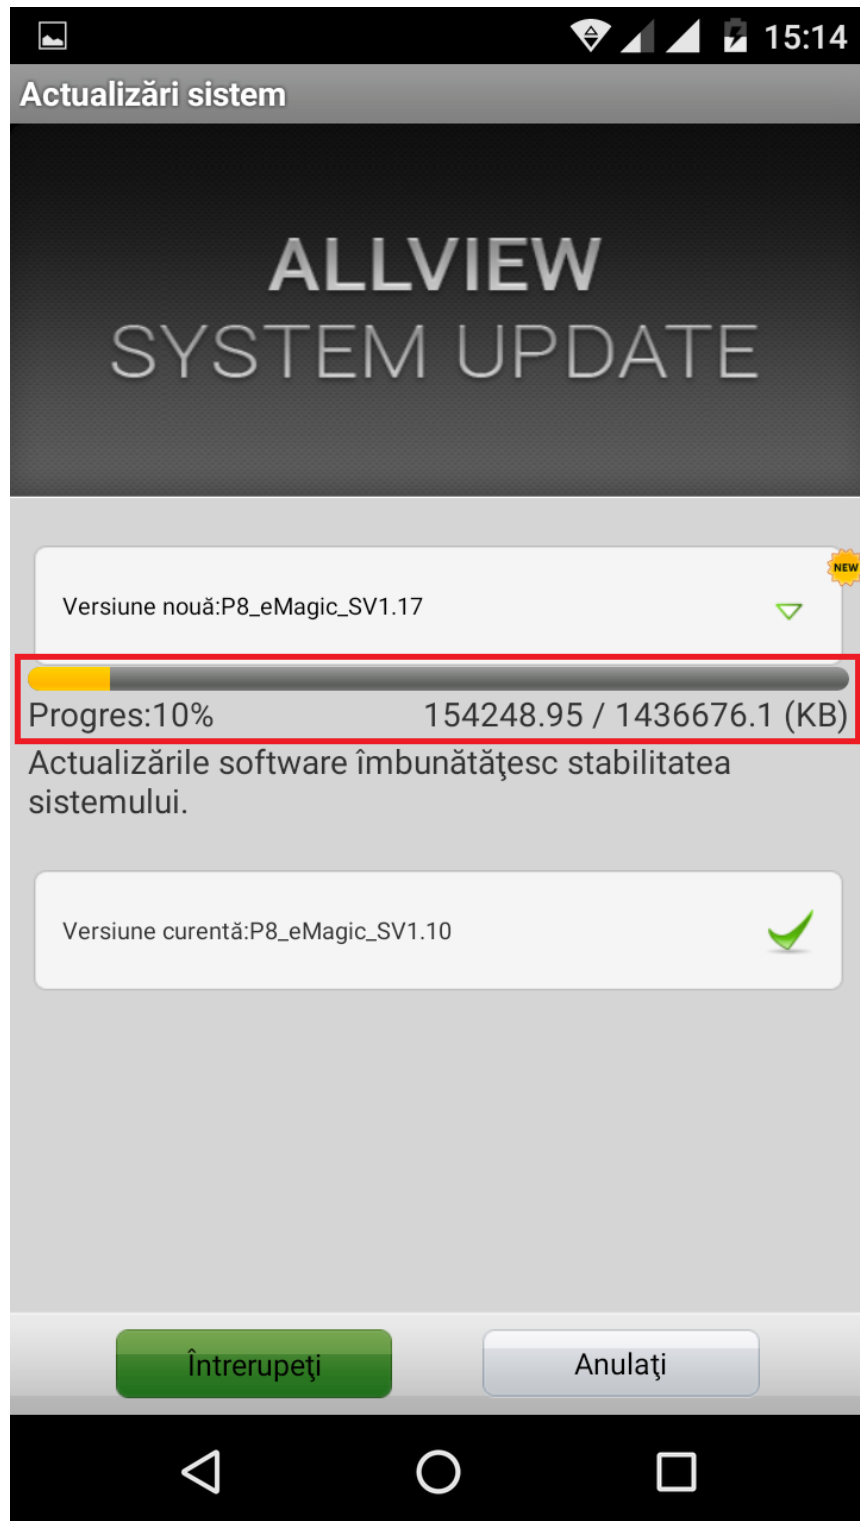 15:14
Actualizări sistem
ALLVIEW
SYSTEM UPDATE
NEW
Versiune nouă:P8_eMagic_SV1.17
Progres:10% 154248.95 / 1436676.1 (KB)
Actualizările software îmbunătăţesc stabilitatea
sistemului.
Versiune curentă:P8_eMagic_SV1.10
Întrerupeţi Anulaţi